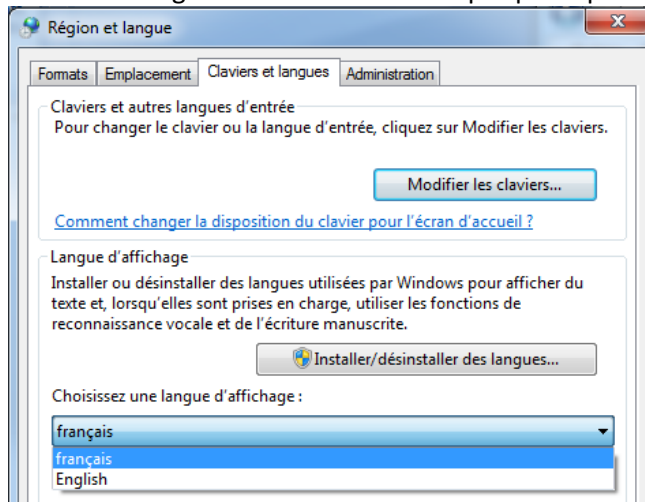 Région et langue
Formats Emplacement Claviers et langues Administration
Claviers et autres langues d'entrée
Pour changer le clavier ou la langue d'entrée, cliquez sur Modifier les claviers.
Modifier les claviers...
Comment changer la disposition du clavier pour l'écran d'accueil ?
Langue d'affichage
Installer ou désinstaller des langues utilisées par Windows pour afficher du
texte et, lorsqu'elles sont prises en charge, utiliser les fonctions de
reconnaissance vocale et de l'écriture manuscrite.
Installer/désinstaller des langues...
Choisissez une langue d'affichage :
français
français
English